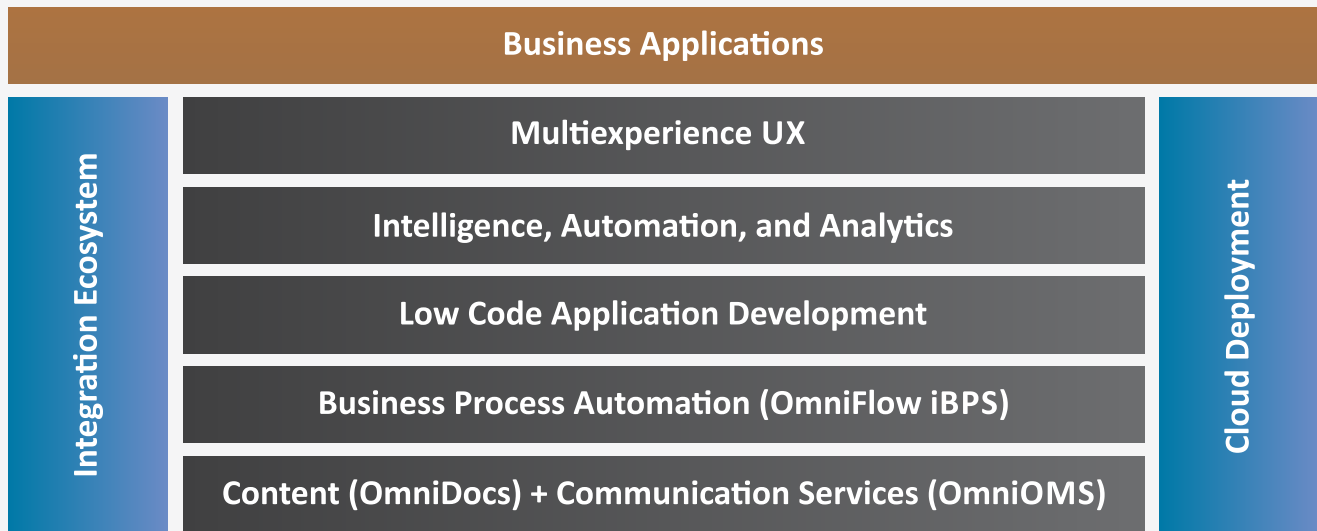 Business Applications
Integration Ecosystem
Multiexperience UX
Intelligence, Automation, and Analytics
Low Code Application Development
Business Process Automation (OmniFlow iBPS)
Content (OmniDocs) + Communication Services (OmniOMS)
Cloud Deployment